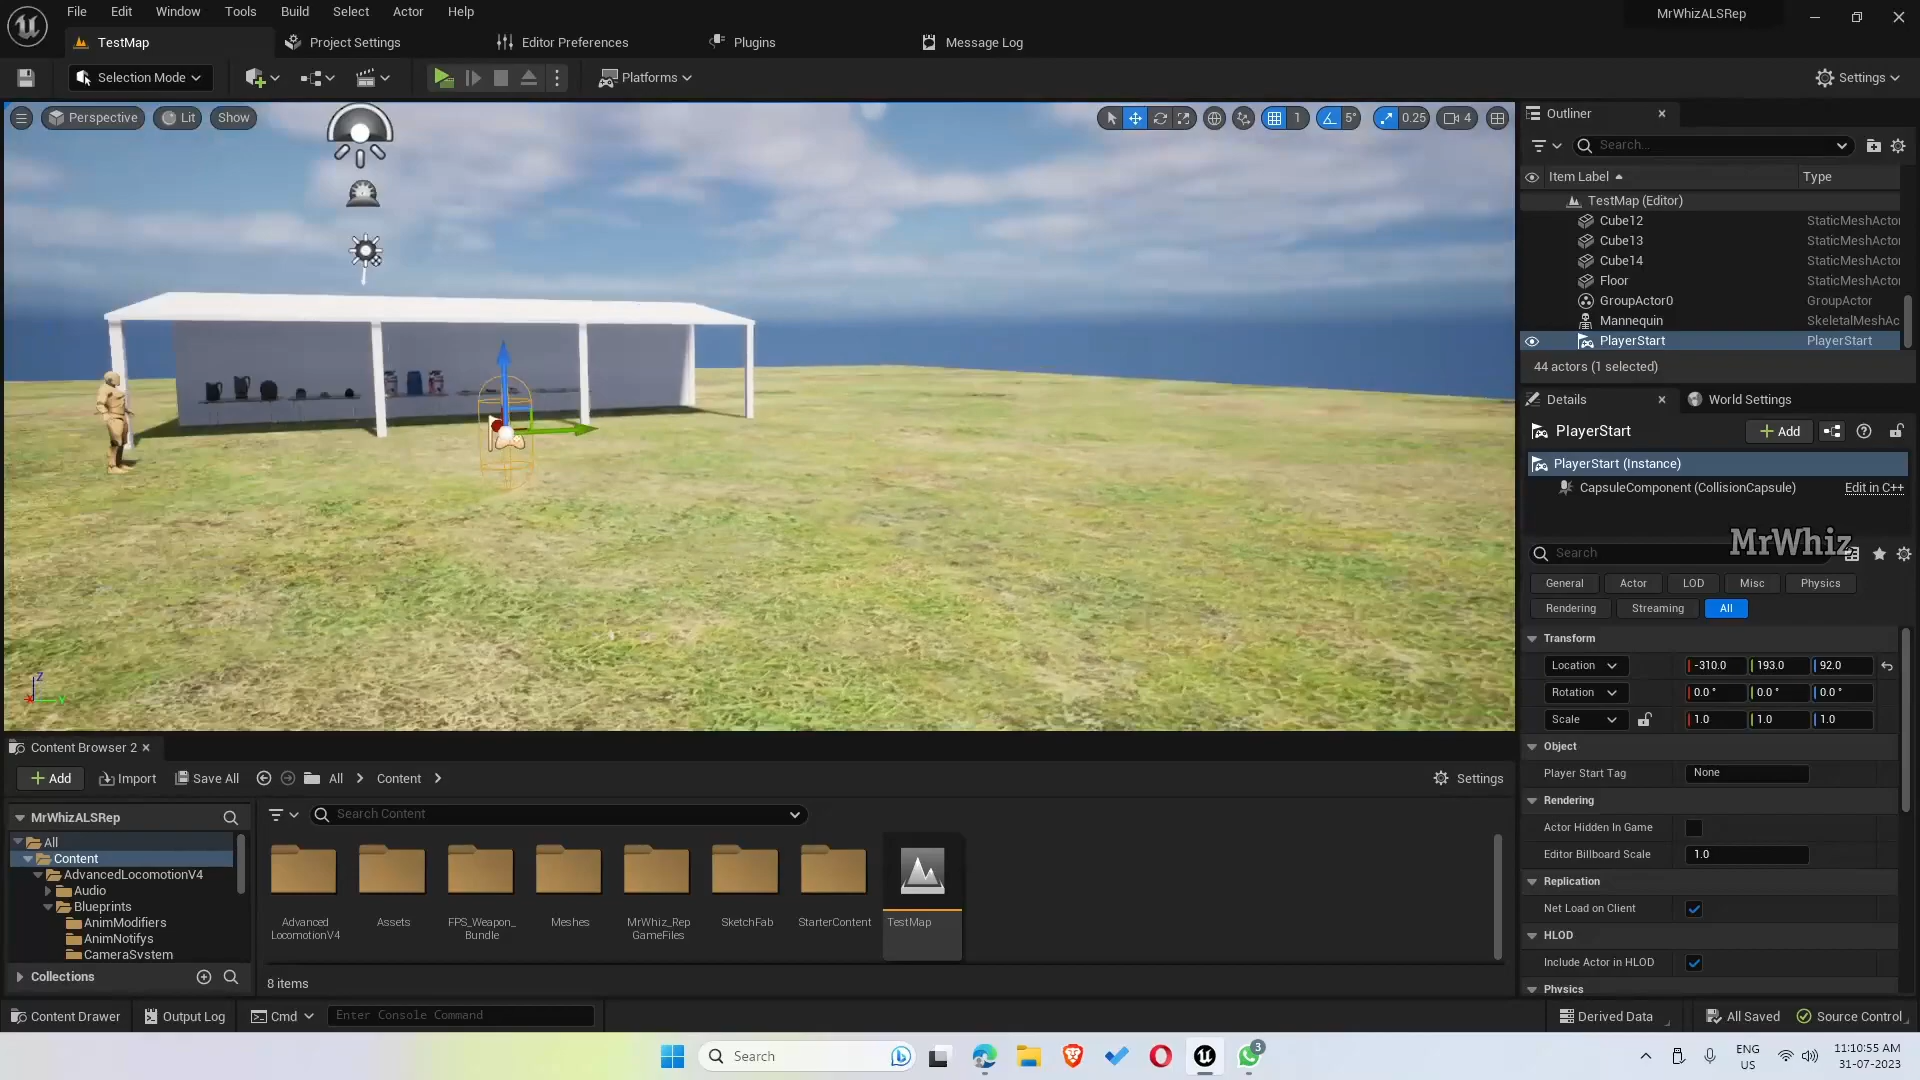 File Edit Window Tools Build Select Actor Help
MrWhizALSRep
TestMap
Project Settings
Editor Preferences
Plugins
Message Log
Selection Mode
Platforms
Settings
Perspective
Lit
Show
1
5°
0.25
4
Outliner
Search...
Item Label
Type
TestMap (Editor)
Cube12 StaticMeshActor
Cube13 StaticMeshActor
Cube14 StaticMeshActor
Floor StaticMeshActor
GroupActor0 GroupActor
Mannequin SkeletalMeshAc
PlayerStart PlayerStart
44 actors (1 selected)
Details
World Settings
PlayerStart
Add
PlayerStart (Instance)
CapsuleComponent (CollisionCapsule) Edit in C++
MrWhiz
Search
General Actor LOD Misc Physics
Rendering Streaming All
Transform
Location -310.0 193.0 92.0
Rotation 0.0 ° 0.0 ° 0.0 °
Scale 1.0 1.0 1.0
Object
Player Start Tag None
Rendering
Actor Hidden In Game
Editor Billboard Scale 1.0
Replication
Net Load on Client
HLOD
Include Actor in HLOD
Physics
Z
X
Y
Content Browser 2
Add Import Save All All Content Settings
MrWhizALSRep
All
Content
AdvancedLocomotionV4
Audio
Blueprints
AnimModifiers
AnimNotifys
CameraSystem
Collections
Search Content
Advanced
LocomotionV4
Assets
FPS_Weapon_
Bundle
Meshes
MrWhiz_Rep
GameFiles
SketchFab
StarterContent
TestMap
8 items
Content Drawer Output Log Cmd Enter Console Command
Derived Data All Saved Source Control
Search
3
ENG
US
11:10:55 AM
31-07-2023